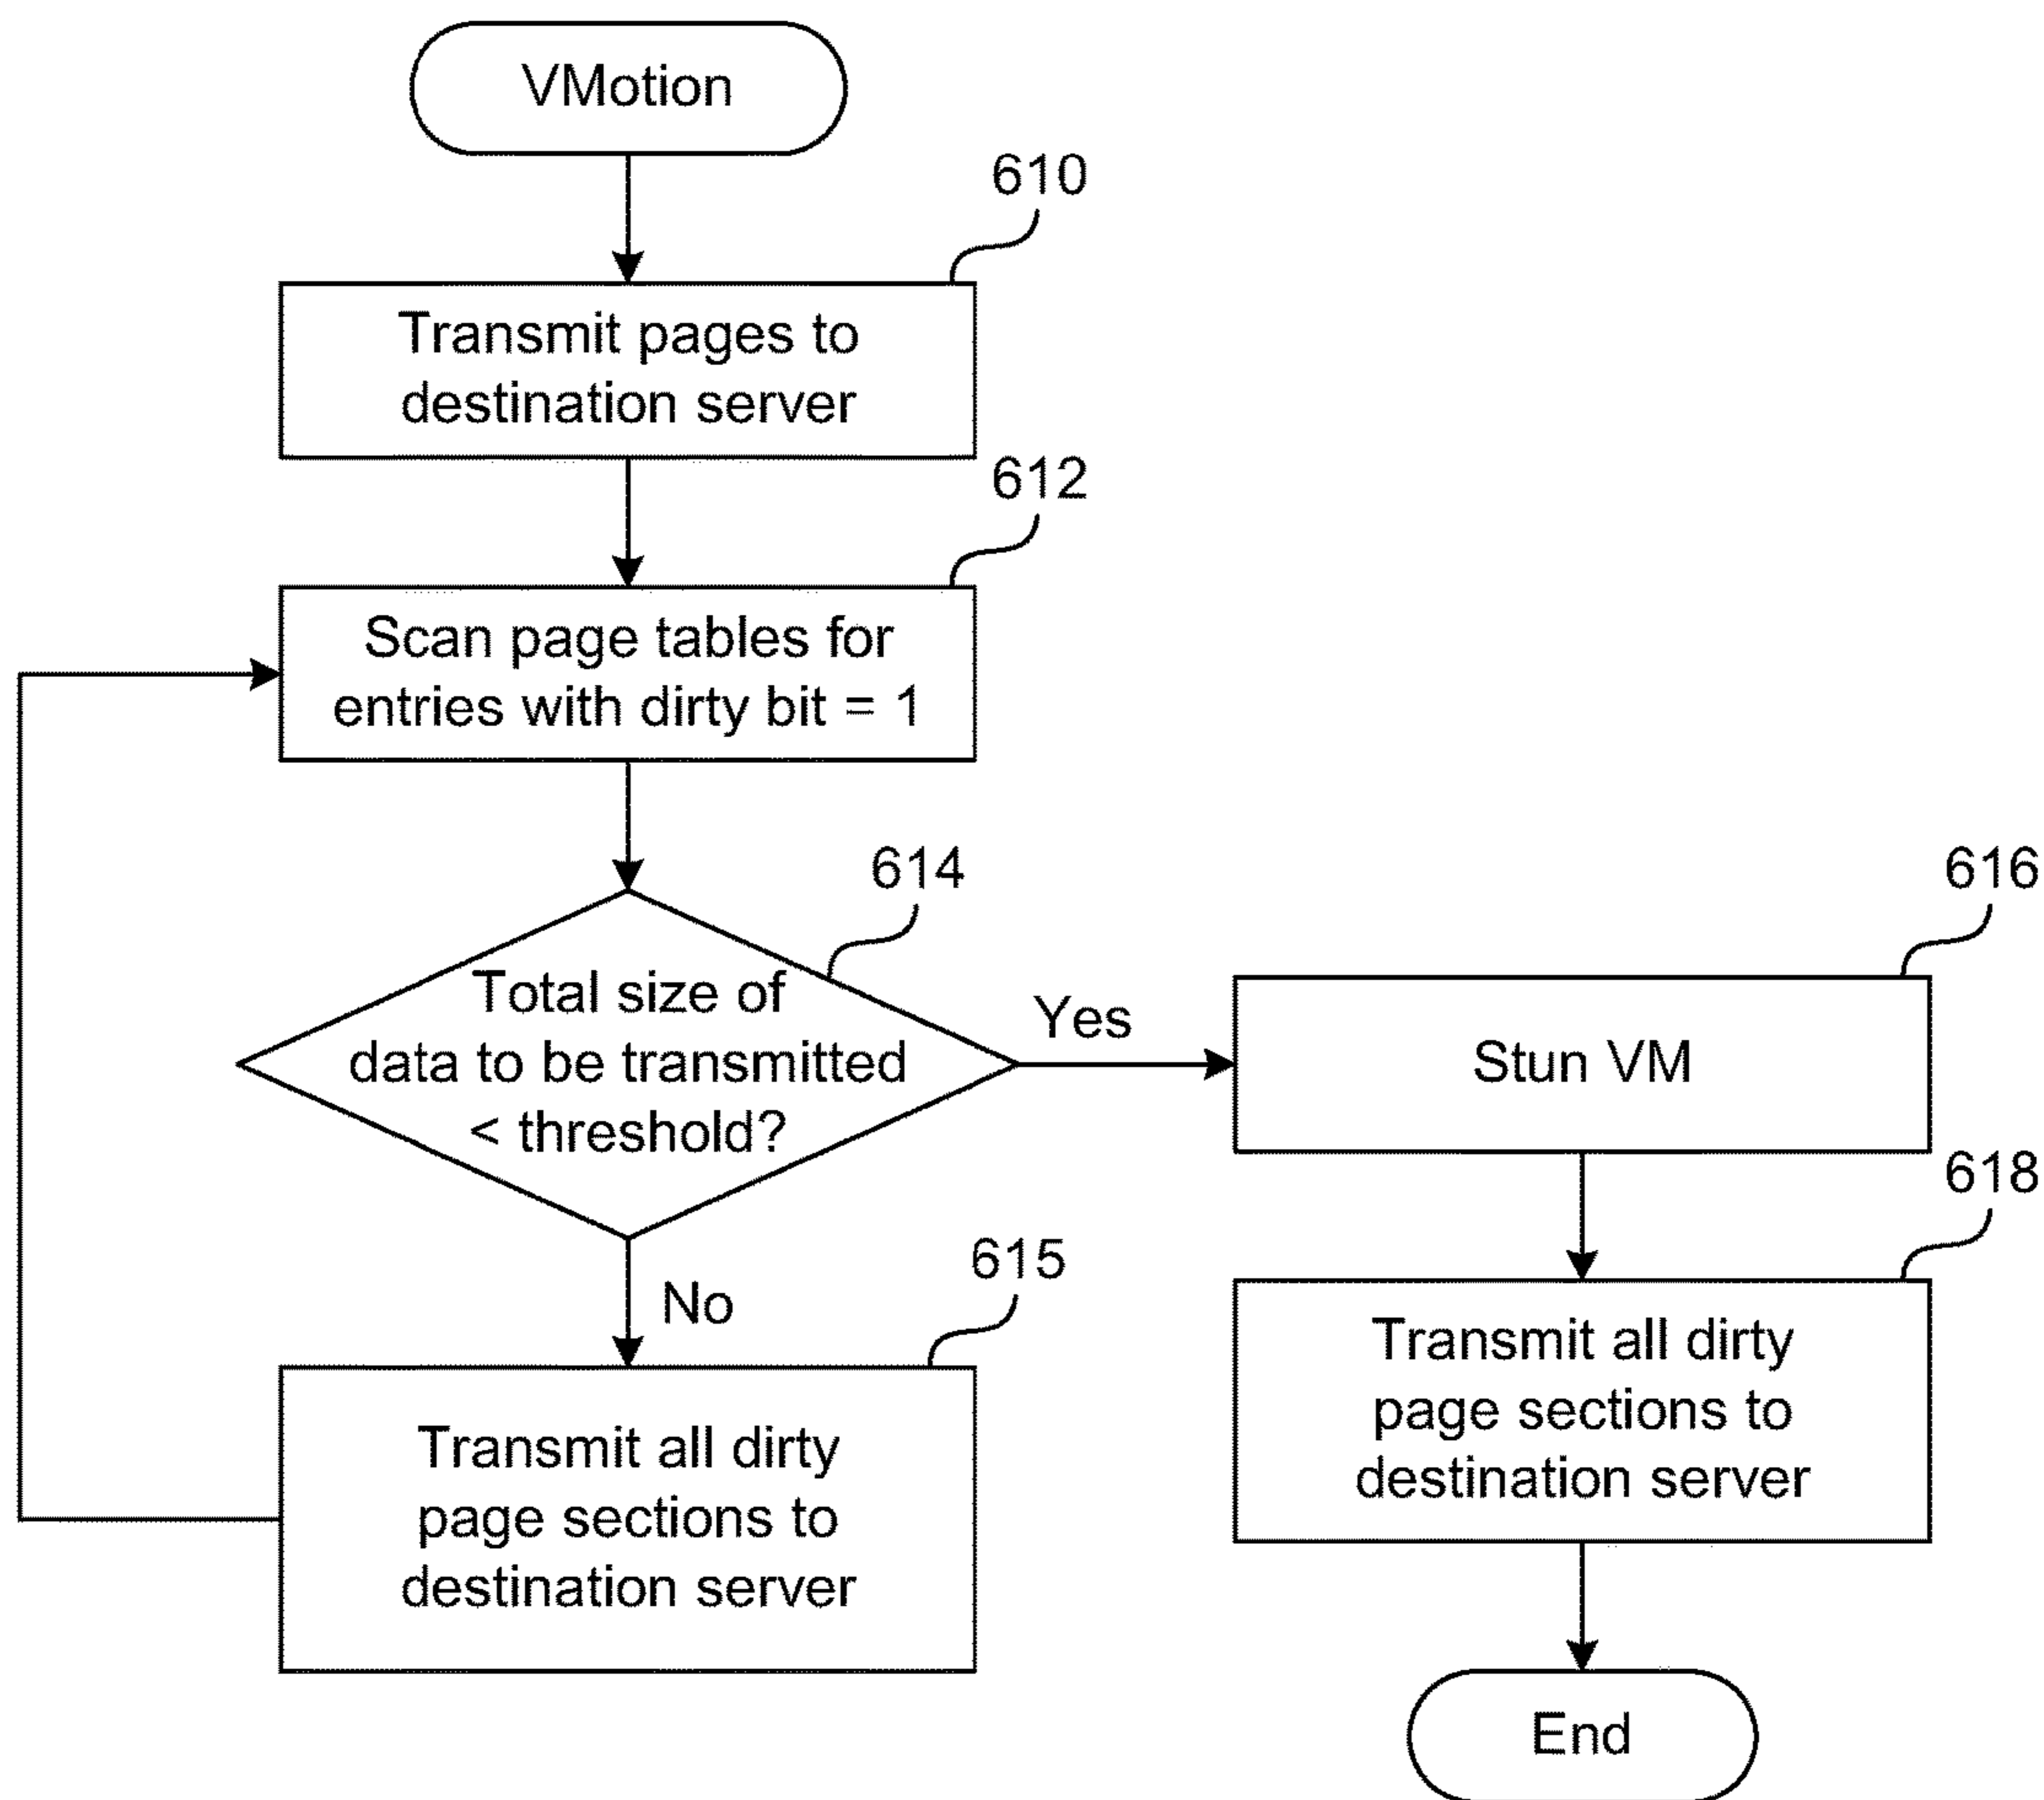 VMotion
610
Transmit pages to
destination server
612
Scan page tables for
entries with dirty bit = 1
614
Total size of
data to be transmitted
< threshold?
Yes
616
Stun VM
No
615
Transmit all dirty
page sections to
destination server
618
Transmit all dirty
page sections to
destination server
End